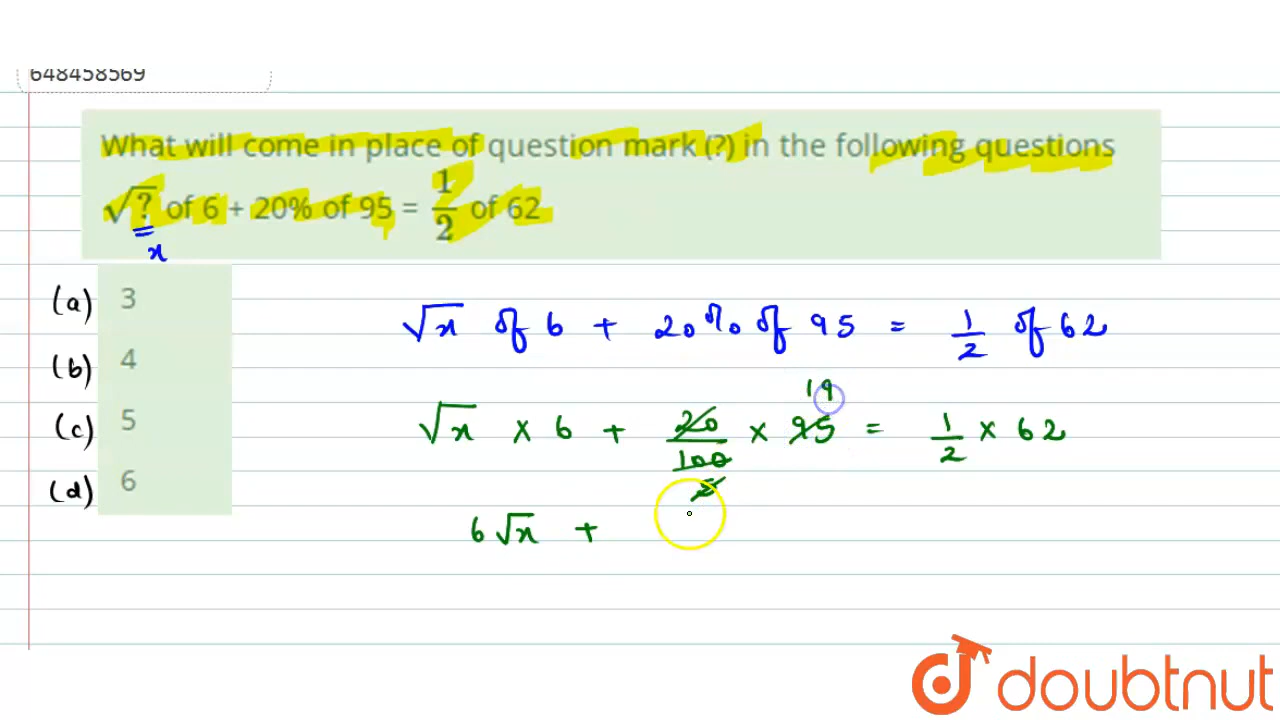 648458569
What will come in place of question mark (?) in the following questions
√? of 6 + 20% of 95 = 1/2 of 62
x
(a) 3
(b) 4
(c) 5
(d) 6
√x of 6 + 20% of 95 = 1/2 of 62
19
√x × 6 + 20/100 × 95 = 1/2 × 62
5
6√x +
doubtnut